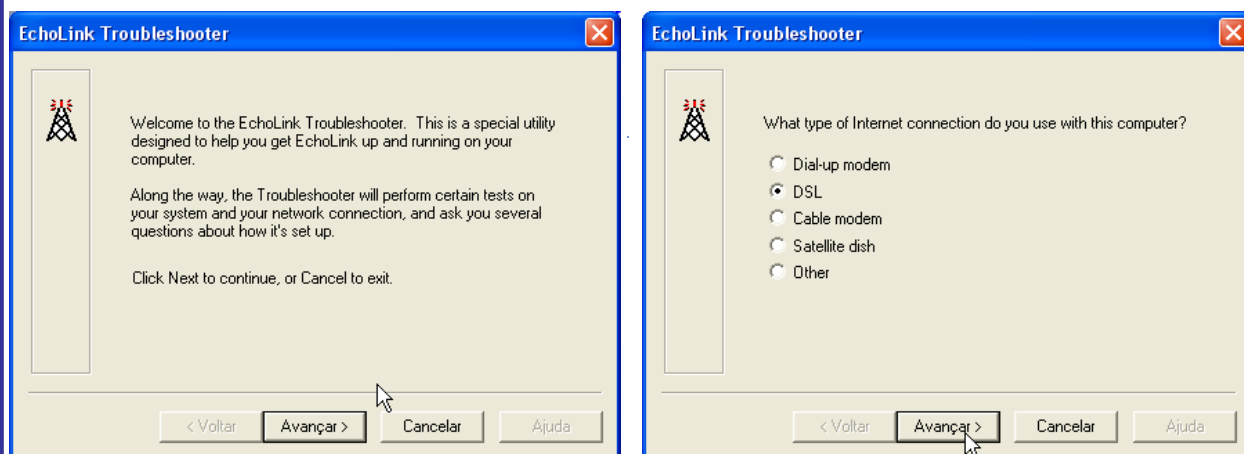 EchoLink Troubleshooter
Welcome to the EchoLink Troubleshooter. This is a special utility
designed to help you get EchoLink up and running on your
computer.
Along the way, the Troubleshooter will perform certain tests on
your system and your network connection, and ask you several
questions about how it's set up.
Click Next to continue, or Cancel to exit.
< Voltar
Avançar >
Cancelar
Ajuda
EchoLink Troubleshooter
What type of Internet connection do you use with this computer?
Dial-up modem
DSL
Cable modem
Satellite dish
Other
< Voltar
Avançar >
Cancelar
Ajuda